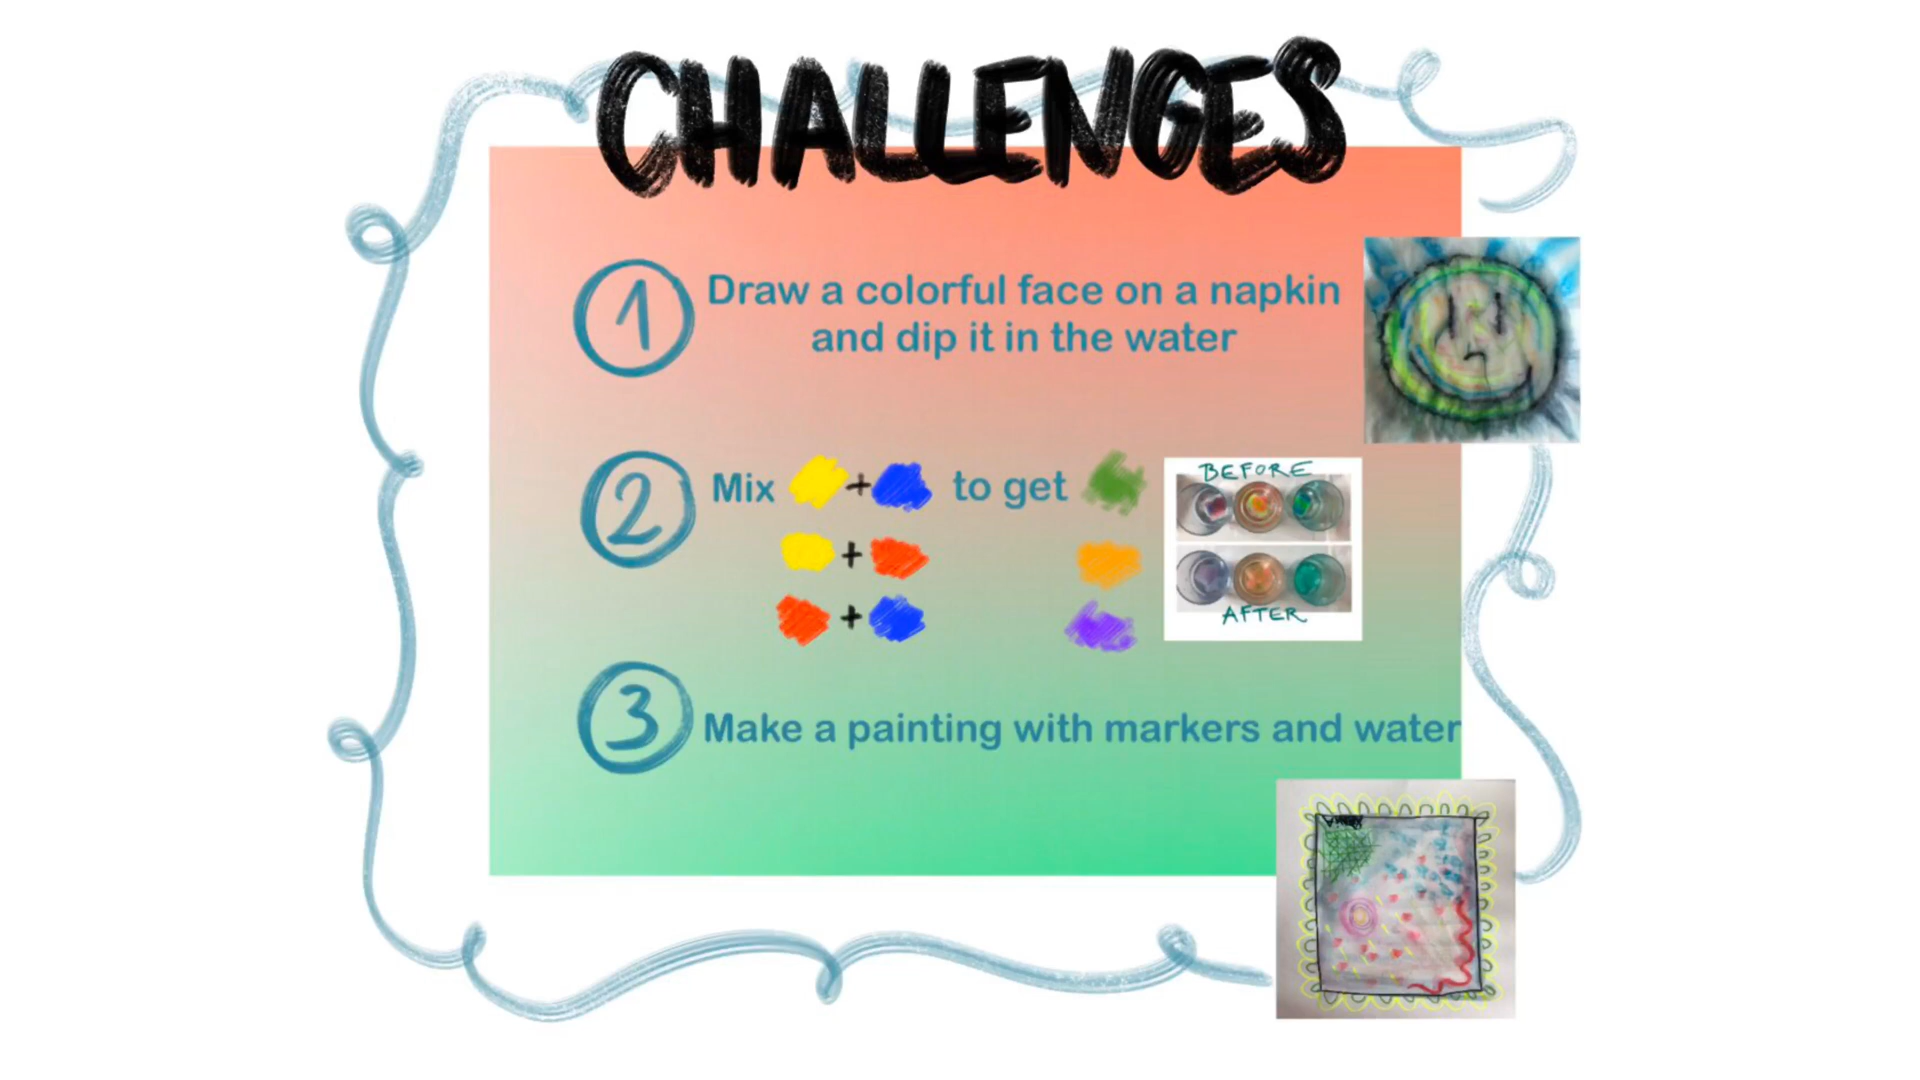 CHALLENGES
1 Draw a colorful face on a napkin
and dip it in the water
2 Mix + to get
+
+
BEFORE
AFTER
3 Make a painting with markers and water